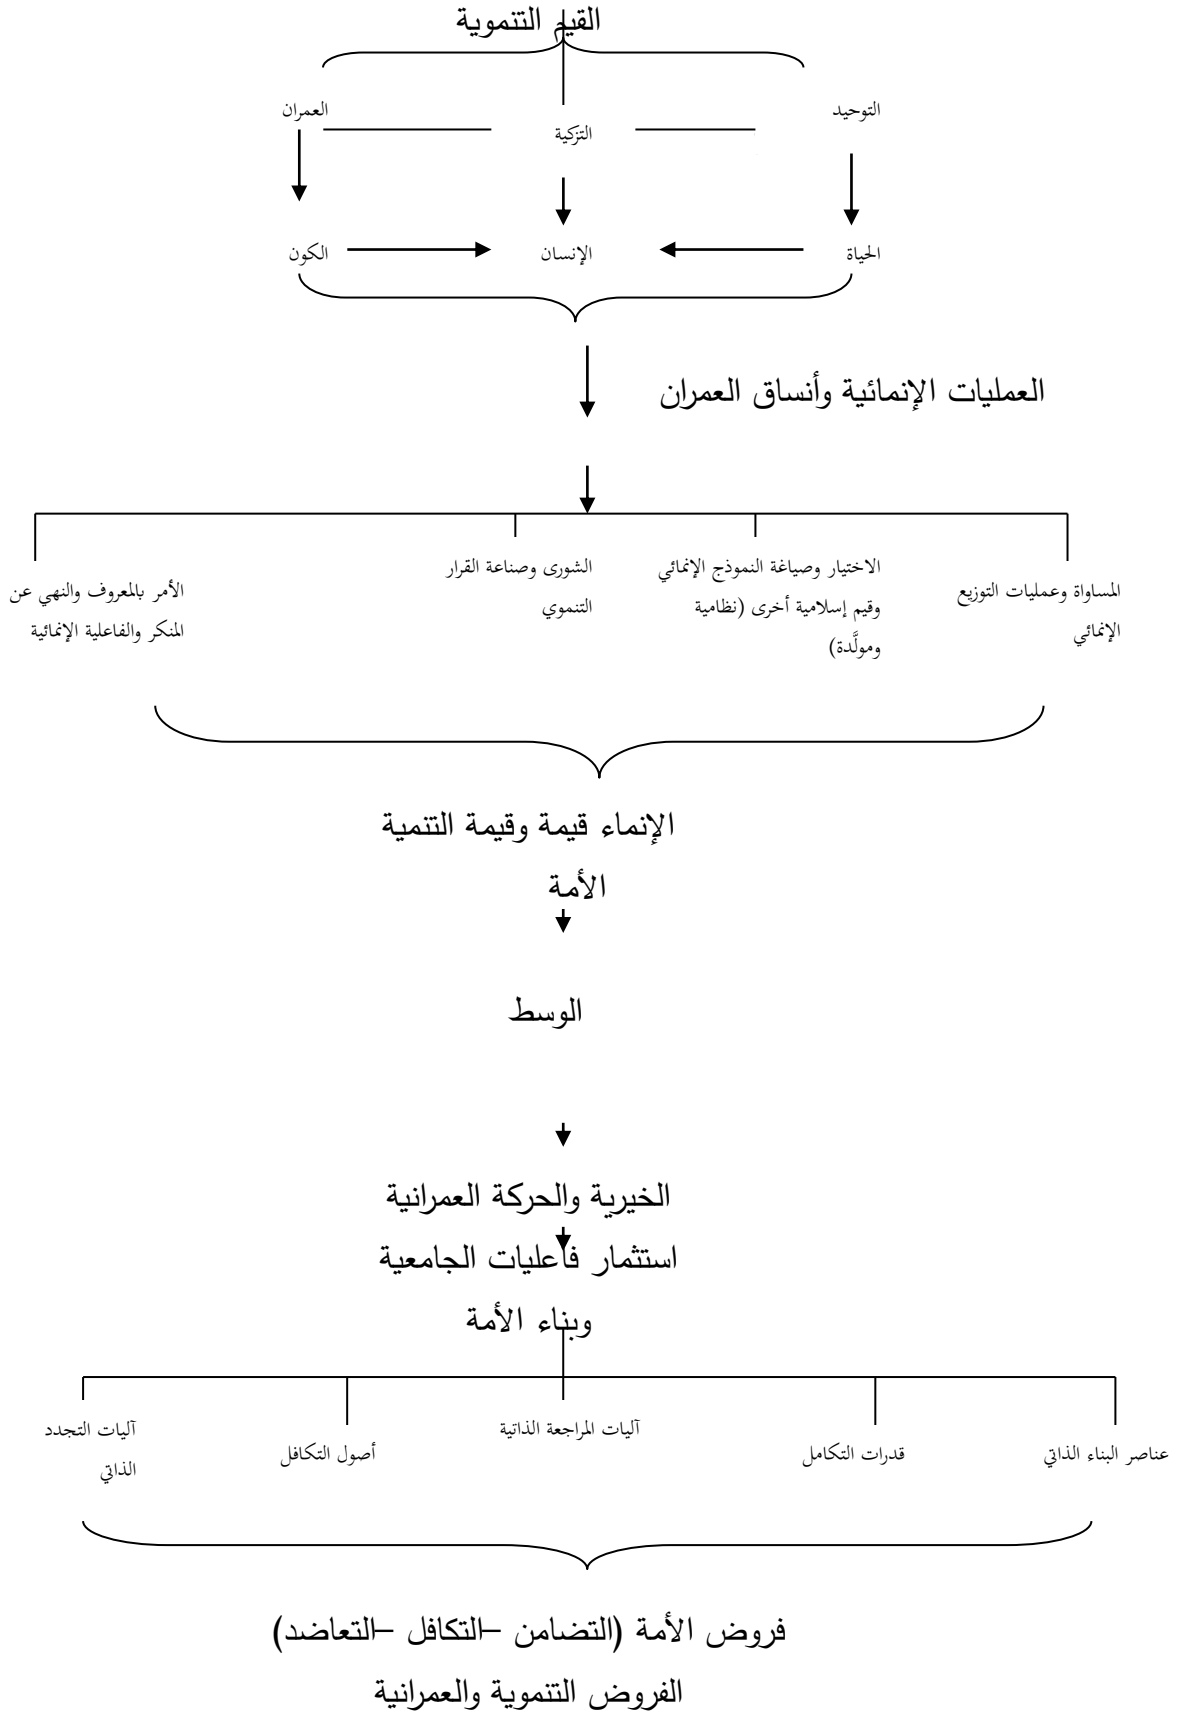 القيم التنموية
التوحيد
التزكية
العمران
الحياة
الإنسان
الكون
العمليات الإنمائية وأنساق العمران
المساواة وعمليات التوزيع
الإنمائي
الاختيار وصياغة النموذج الإنمائي
وقيم إسلامية أخرى (نظامية
ومولَّدة)
الشورى وصناعة القرار
التنموي
الأمر بالمعروف والنهي عن
المنكر والفاعلية الإنمائية
الإنماء قيمة وقيمة التنمية
الأمة
الوسط
الخيرية والحركة العمرانية
استثمار فاعليات الجامعية
وبناء الأمة
عناصر البناء الذاتي
قدرات التكامل
آليات المراجعة الذاتية
أصول التكافل
آليات التجدد
الذاتي
فروض الأمة (التضامن –التكافل –التعاضد)
الفروض التنموية والعمرانية